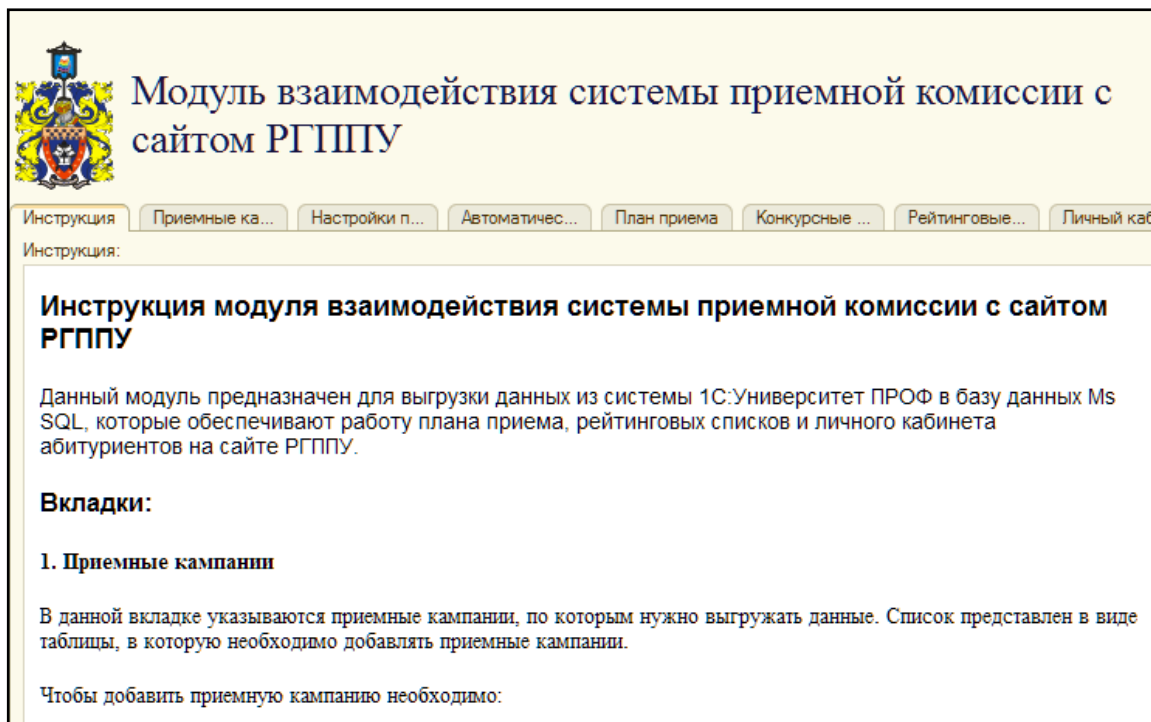 Модуль взаимодействия системы приемной комиссии с
сайтом РГППУ
Инструкция Приемные ка... Настройки п... Автоматичес... План приема Конкурсные ... Рейтинговые... Личный каб
Инструкция:
Инструкция модуля взаимодействия системы приемной комиссии с сайтом
РГППУ
Данный модуль предназначен для выгрузки данных из системы 1С:Университет ПРОФ в базу данных Ms
SQL, которые обеспечивают работу плана приема, рейтинговых списков и личного кабинета
абитуриентов на сайте РГППУ.
Вкладки:
1. Приемные кампании
В данной вкладке указываются приемные кампании, по которым нужно выгружать данные. Список представлен в виде
таблицы, в которую необходимо добавлять приемные кампании.
Чтобы добавить приемную кампанию необходимо: